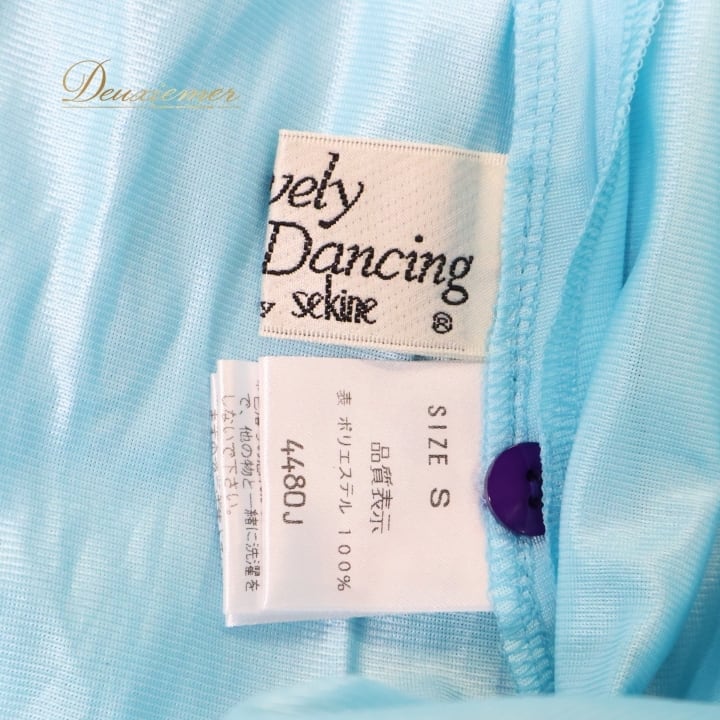 Deuxiemer
vely
Dancing
y sekine ®
SIZE S
品質表示
表 ポリエステル 100%
4480J
で、他の物と一緒に洗濯を
しないで下さい。